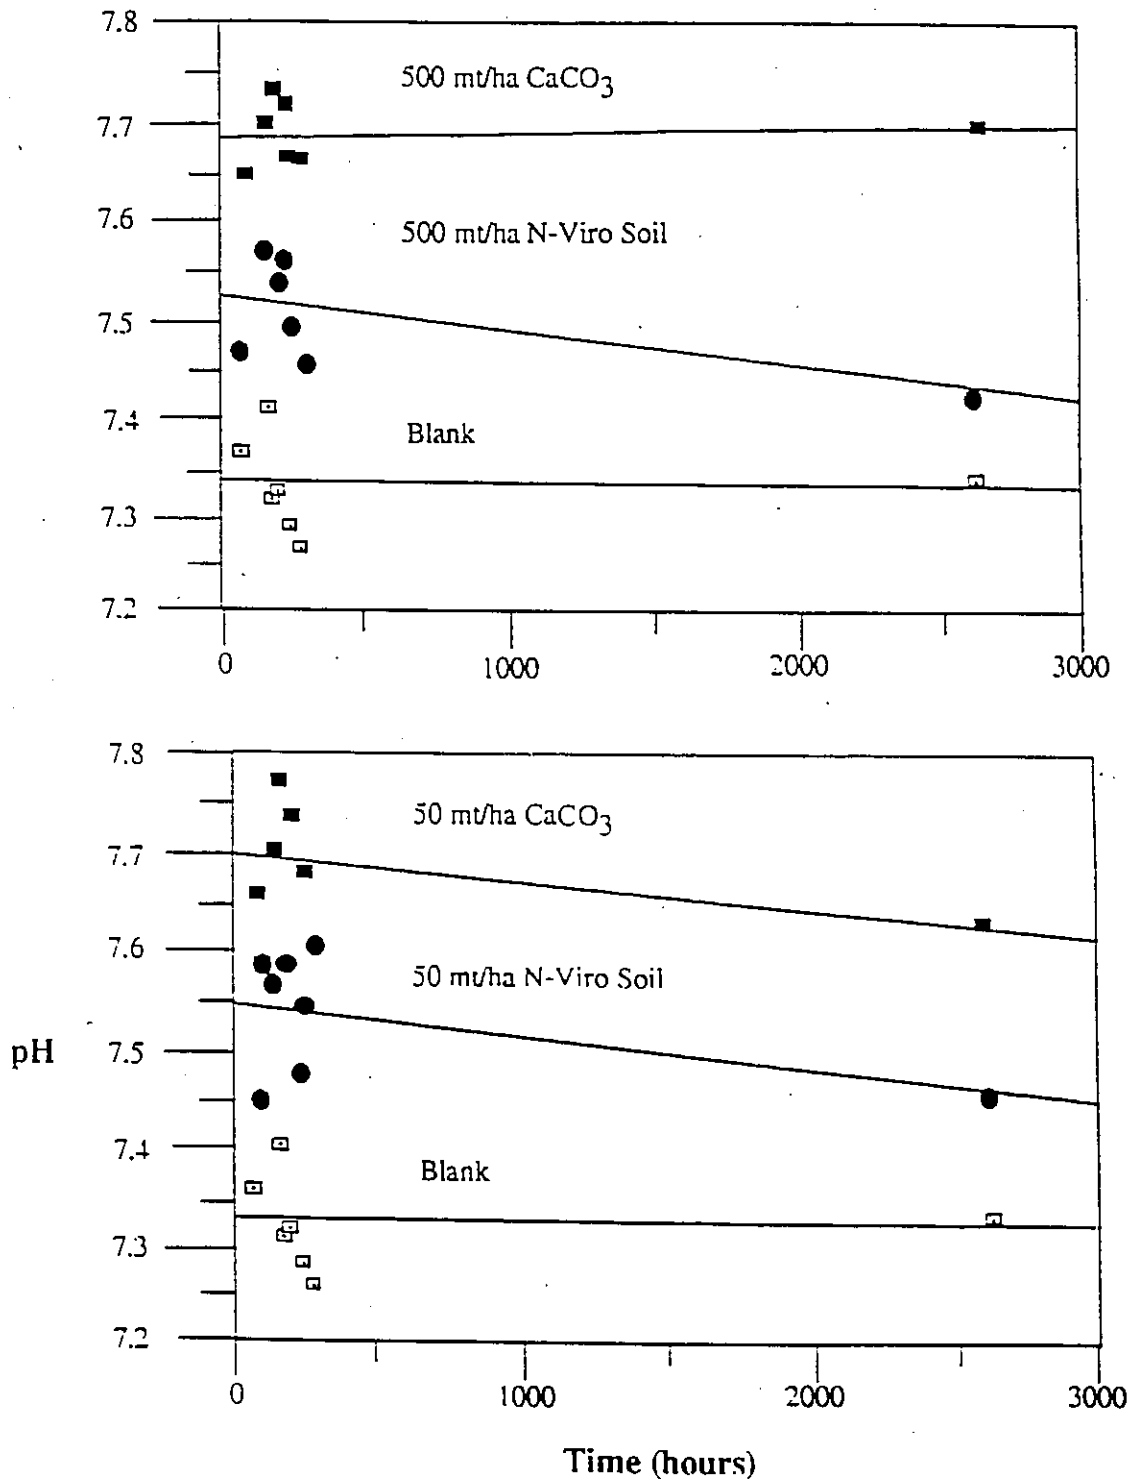 7.8
500 mt/ha CaCO3
7.7
7.6
500 mt/ha N-Viro Soil
7.5
7.4
Blank
7.3
7.2
0 1000 2000 3000
7.8
50 mt/ha CaCO3
7.7
7.6
50 mt/ha N-Viro Soil
pH
7.5
7.4
Blank
7.3
7.2
0 1000 2000 3000
Time (hours)